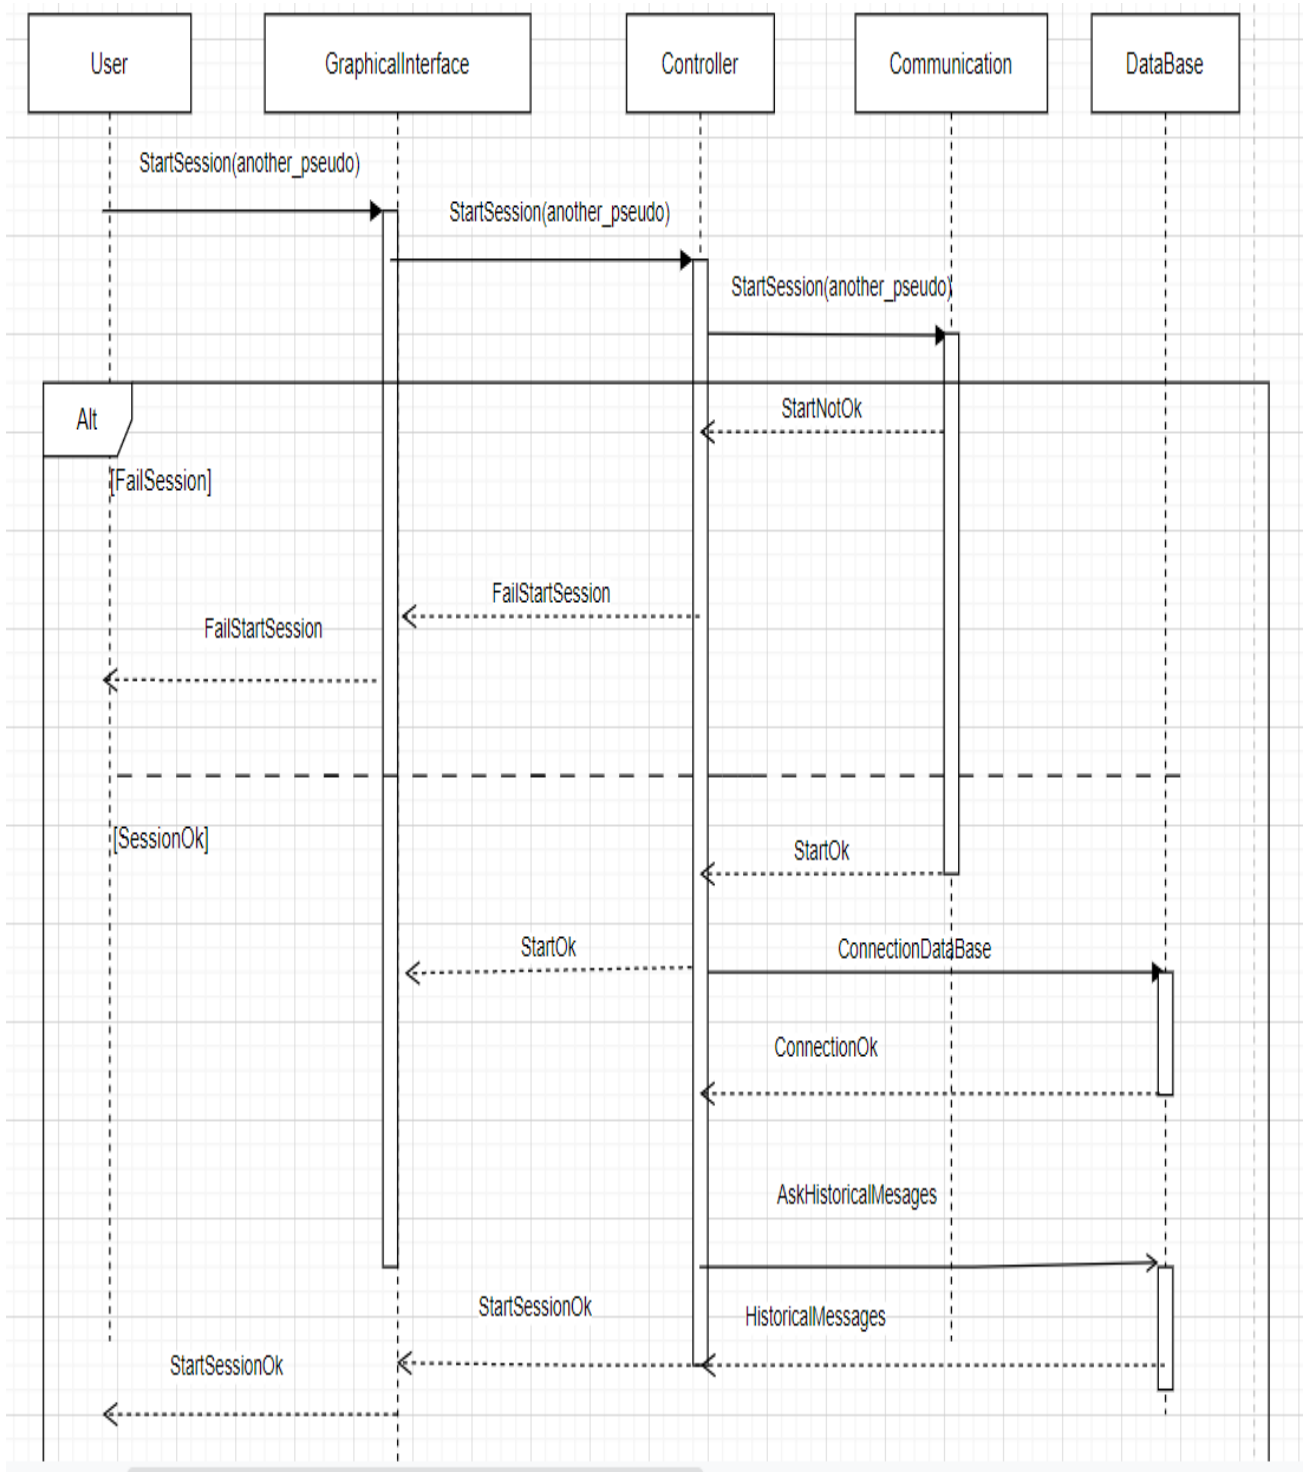 User
GraphicalInterface
Controller
Communication
DataBase
StartSession(another_pseudo)
StartSession(another_pseudo)
StartSession(another_pseudo)
Alt
StartNotOk
[FailSession]
FailStartSession
FailStartSession
[SessionOk]
StartOk
StartOk
ConnectionDataBase
ConnectionOk
AskHistoricalMesages
StartSessionOk
HistoricalMessages
StartSessionOk